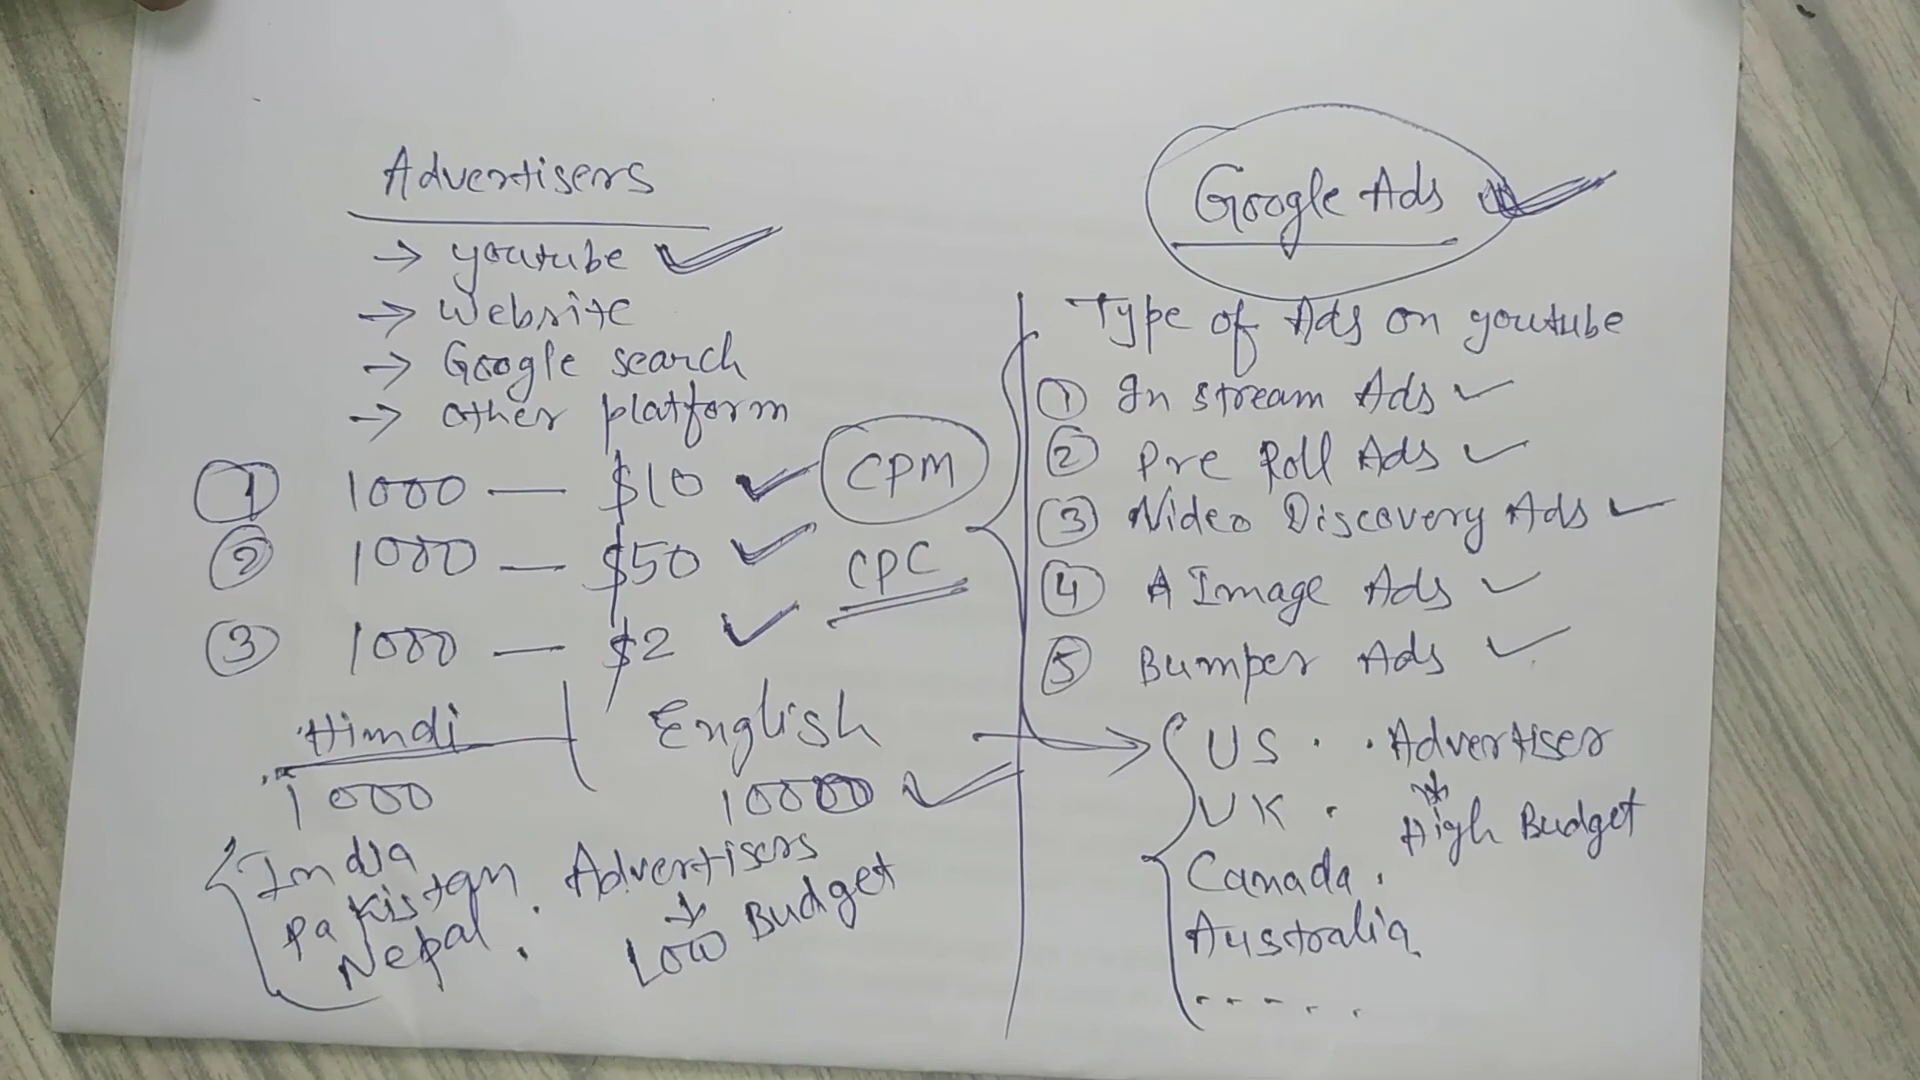 Advertisers
→ youtube ✓
→ Website
→ Google search
→ other platform
① 1000 — $10 ✓ CPM
② 1000 — $50 ✓ CPC
③ 1000 — $2 ✓
Hindi | English
1000 10000 ✓
India
Pakistan
Nepal
Advertisers
Low Budget
Google Ads ✓
Type of Ads on youtube
① In stream Ads ✓
② Pre Roll Ads ✓
③ Video Discovery Ads ✓
④ A Image Ads ✓
⑤ Bumper Ads ✓
US Advertiser
UK High Budget
Canada
Australia
.....